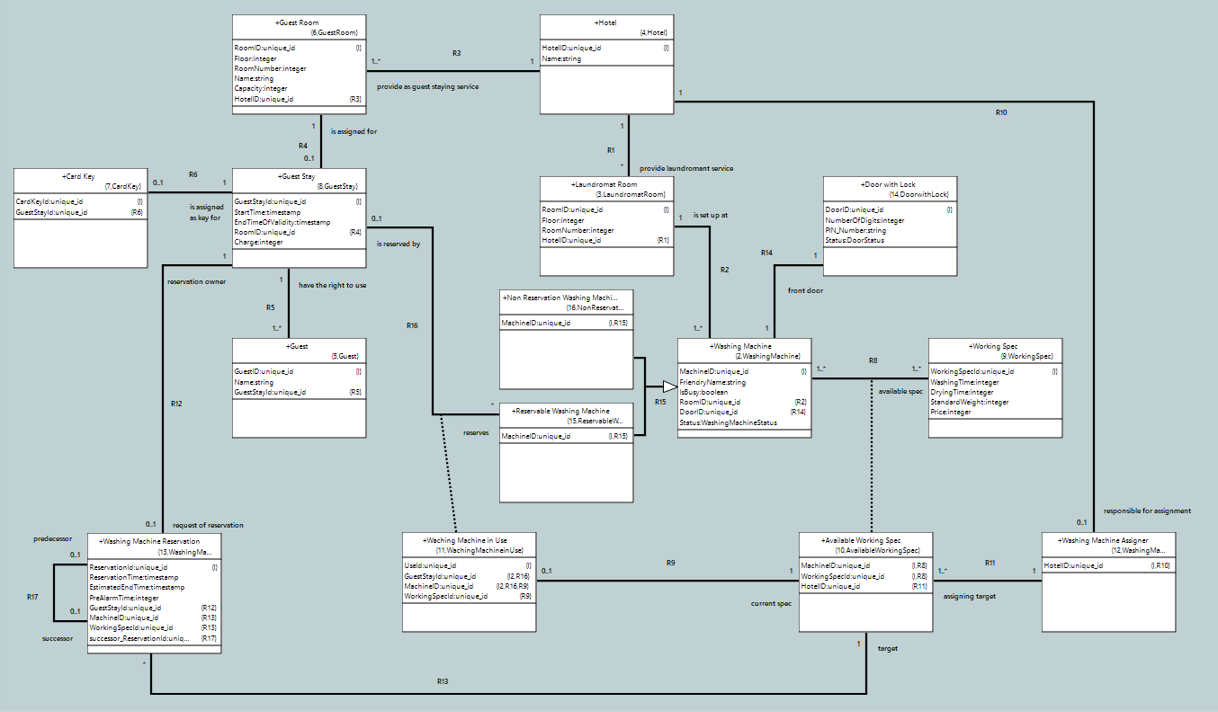 +Guest Room
{6,GuestRoom}
RoomID:unique_id {I}
Floor:integer
RoomNumber:integer
Name:string
Capacity:integer
HotelID:unique_id {R3}
+Hotel
{4,Hotel}
HotelID:unique_id {I}
Name:string
1..*
R3
1
provide as guest staying service
1
R10
1
is assigned for
R4
0..1
1
R1
*
provide laundromant service
+Card Key
{7,CardKey}
CardKeyId:unique_id {I}
GuestStayId:unique_id {R6}
0..1
R6
1
is assigned
as key for
+Guest Stay
{8,GuestStay}
GuestStayId:unique_id {I}
StartTime:timestamp
EndTimeOfValidity:timestamp
RoomID:unique_id {R4}
Charge:integer
0..1
is reserved by
+Laundromat Room
{3,LaundromatRoom}
RoomID:unique_id {I}
Floor:integer
RoomNumber:integer
HotelID:unique_id {R1}
1
is set up at
R2
+Door with Lock
{14,DoorwithLock}
DoorID:unique_id {I}
NumberOfDigits:integer
PIN_Number:string
Status:DoorStatus
R14
1
front door
1
reservation owner
1
have the right to use
R5
1..*
R16
+Non Reservation Washing Machi...
{16,NonReservat...
MachineID:unique_id {I,R15}
1..*
1
+Guest
{5,Guest}
GuestID:unique_id {I}
Name:string
GuestStayId:unique_id {R5}
+Washing Machine
{2,WashingMachine}
MachineID:unique_id {I}
FriendryName:string
IsBusy:boolean
RoomID:unique_id {R2}
DoorID:unique_id {R14}
Status:WashingMachineStatus
1..*
R8
1..*
available spec
+Working Spec
{9,WorkingSpec}
WorkingSpecId:unique_id {I}
WashingTime:integer
DryingTime:integer
StandardWeight:integer
Price:integer
R12
R15
*
reserves
+Reservable Washing Machine
{15,ReservableW...
MachineID:unique_id {I,R15}
0..1
request of reservation
responsible for assignment
0..1
predecessor
0..1
R17
0..1
successor
+Washing Machine Reservation
{13,WashingMa...
ReservationId:unique_id {I}
ReservationTime:timestamp
EstimatedEndTime:timestamp
PreAlarmTime:integer
GuestStayId:unique_id {R12}
MachineID:unique_id {R13}
WorkingSpecId:unique_id {R13}
successor_ReservationId:uniq... {R17}
+Waching Machine in Use
{11,WachingMachineinUse}
UseId:unique_id {I}
GuestStayId:unique_id {I2,R16}
MachineID:unique_id {I2,R16,R9}
WorkingSpecId:unique_id {R9}
0..1
R9
1
current spec
+Available Working Spec
{10,AvailableWorkingSpec}
MachineID:unique_id {I,R8}
WorkingSpecId:unique_id {I,R8}
HotelID:unique_id {R11}
1..*
R11
1
assigning target
+Washing Machine Assigner
{12,WashingMa...
HotelID:unique_id {I,R10}
1
target
*
R13